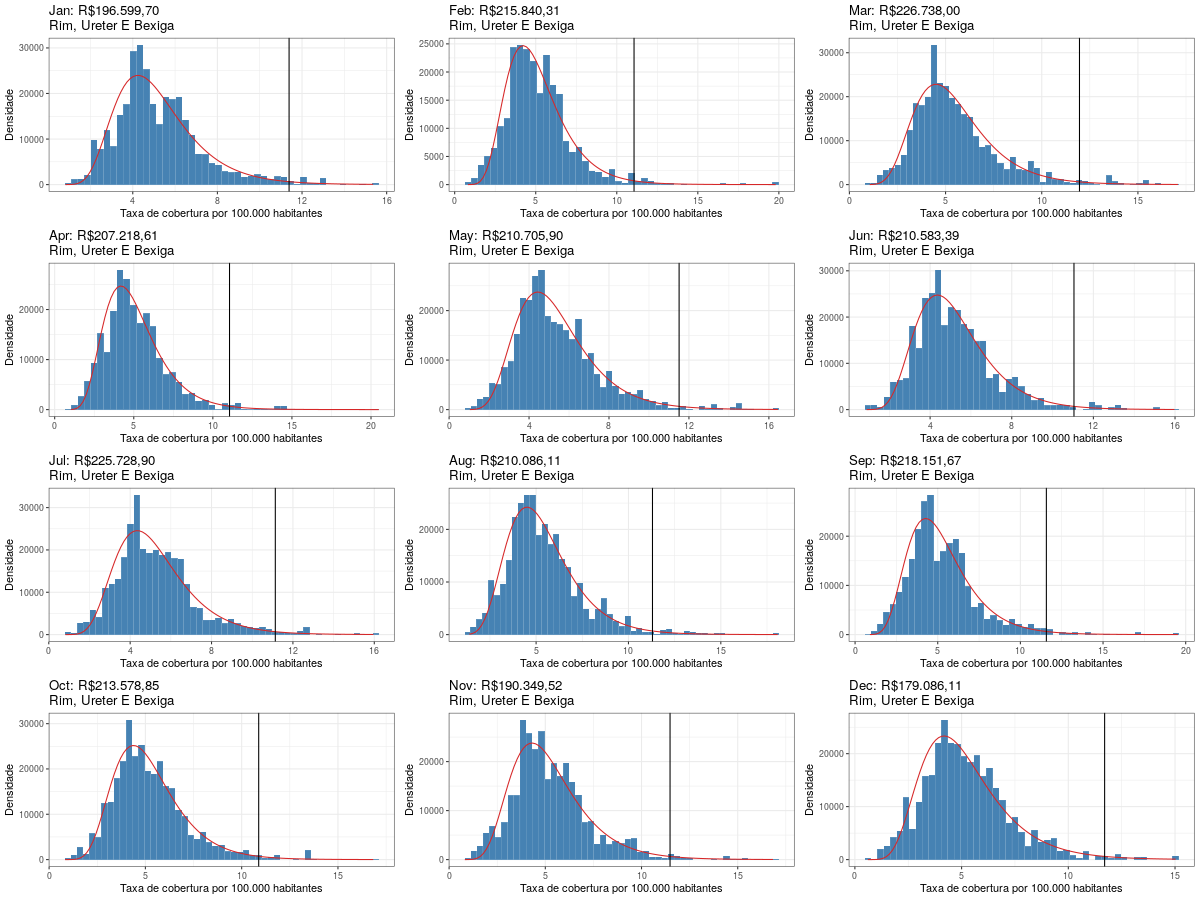 Jan: R$196.599,70
Rim, Ureter E Bexiga
Densidade
30000
20000
10000
0
4
8
12
16
Taxa de cobertura por 100.000 habitantes
Feb: R$215.840,31
Rim, Ureter E Bexiga
Densidade
25000
20000
15000
10000
5000
0
0
5
10
15
20
Taxa de cobertura por 100.000 habitantes
Mar: R$226.738,00
Rim, Ureter E Bexiga
Densidade
30000
20000
10000
0
0
5
10
15
Taxa de cobertura por 100.000 habitantes
Apr: R$207.218,61
Rim, Ureter E Bexiga
Densidade
20000
10000
0
0
5
10
15
20
Taxa de cobertura por 100.000 habitantes
May: R$210.705,90
Rim, Ureter E Bexiga
Densidade
20000
10000
0
0
4
8
12
16
Taxa de cobertura por 100.000 habitantes
Jun: R$210.583,39
Rim, Ureter E Bexiga
Densidade
30000
20000
10000
0
4
8
12
16
Taxa de cobertura por 100.000 habitantes
Jul: R$225.728,90
Rim, Ureter E Bexiga
Densidade
30000
20000
10000
0
0
4
8
12
16
Taxa de cobertura por 100.000 habitantes
Aug: R$210.086,11
Rim, Ureter E Bexiga
Densidade
20000
10000
0
5
10
15
Taxa de cobertura por 100.000 habitantes
Sep: R$218.151,67
Rim, Ureter E Bexiga
Densidade
20000
10000
0
0
5
10
15
20
Taxa de cobertura por 100.000 habitantes
Oct: R$213.578,85
Rim, Ureter E Bexiga
Densidade
30000
20000
10000
0
5
10
15
Taxa de cobertura por 100.000 habitantes
Nov: R$190.349,52
Rim, Ureter E Bexiga
Densidade
20000
10000
0
0
5
10
15
Taxa de cobertura por 100.000 habitantes
Dec: R$179.086,11
Rim, Ureter E Bexiga
Densidade
20000
10000
0
0
5
10
15
Taxa de cobertura por 100.000 habitantes